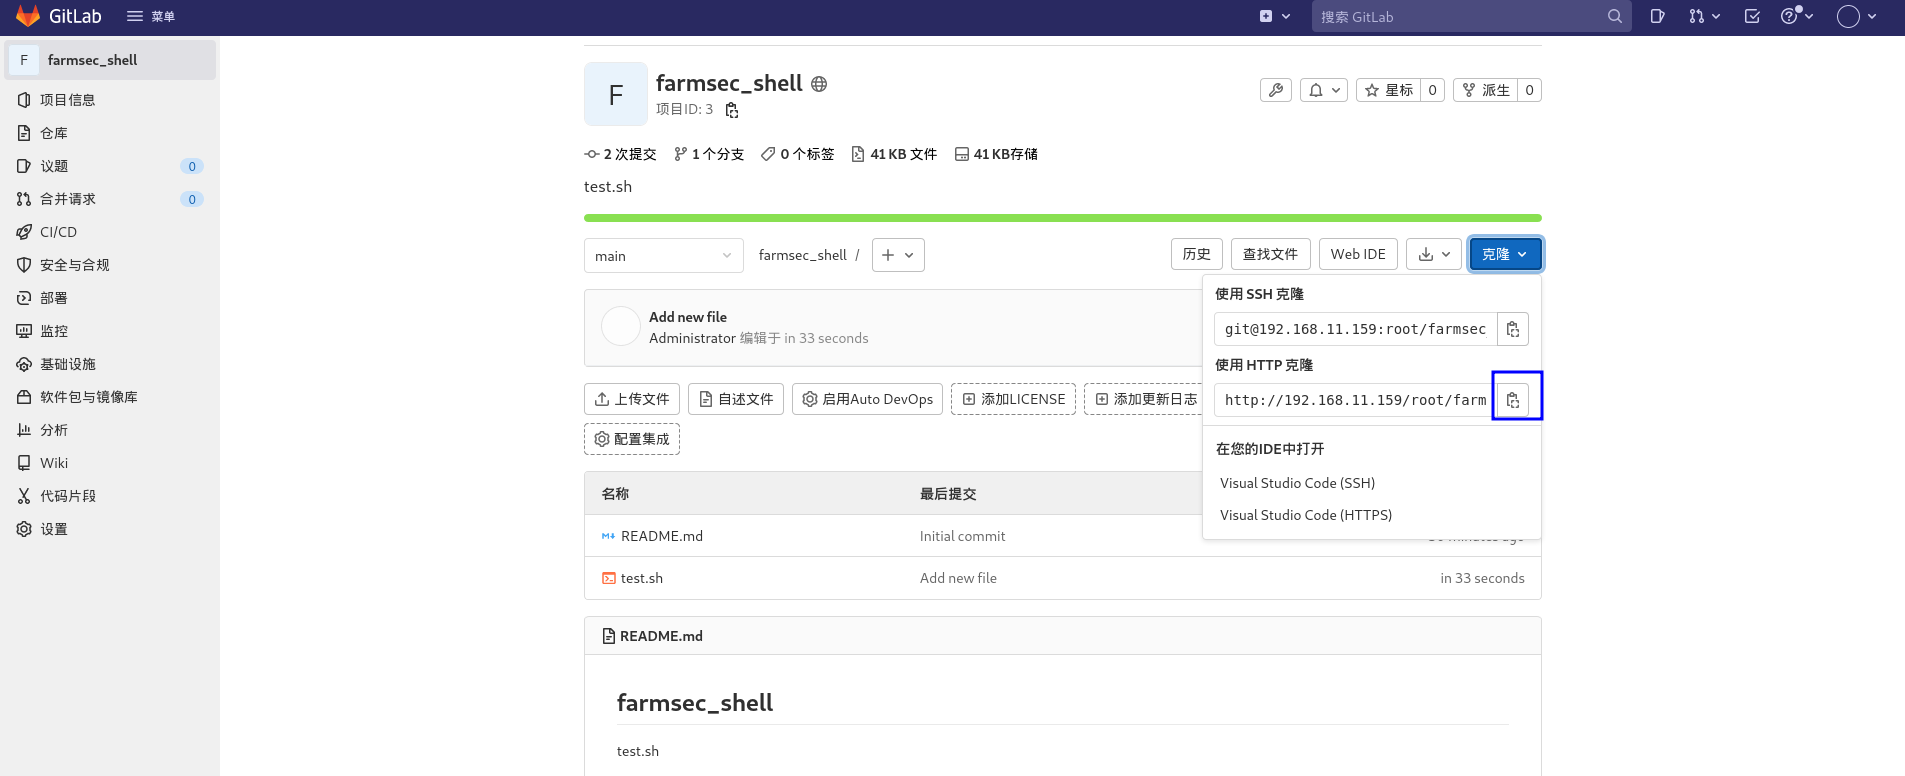 GitLab 菜单 搜索 GitLab
F farmsec_shell
项目信息
仓库
议题 0
合并请求 0
CI/CD
安全与合规
部署
监控
基础设施
软件包与镜像库
分析
Wiki
代码片段
设置
F
farmsec_shell
项目ID: 3
星标 0 派生 0
2 次提交 1 个分支 0 个标签 41 KB 文件 41 KB存储
test.sh
main farmsec_shell / 历史 查找文件 Web IDE 克隆
Add new file
Administrator 编辑于 in 33 seconds
使用 SSH 克隆
git@192.168.11.159:root/farmsec
使用 HTTP 克隆
http://192.168.11.159/root/farm
在您的IDE中打开
Visual Studio Code (SSH)
Visual Studio Code (HTTPS)
上传文件 自述文件 启用Auto DevOps 添加LICENSE 添加更新日志
配置集成
名称 最后提交
README.md Initial commit
test.sh Add new file in 33 seconds
README.md
farmsec_shell
test.sh